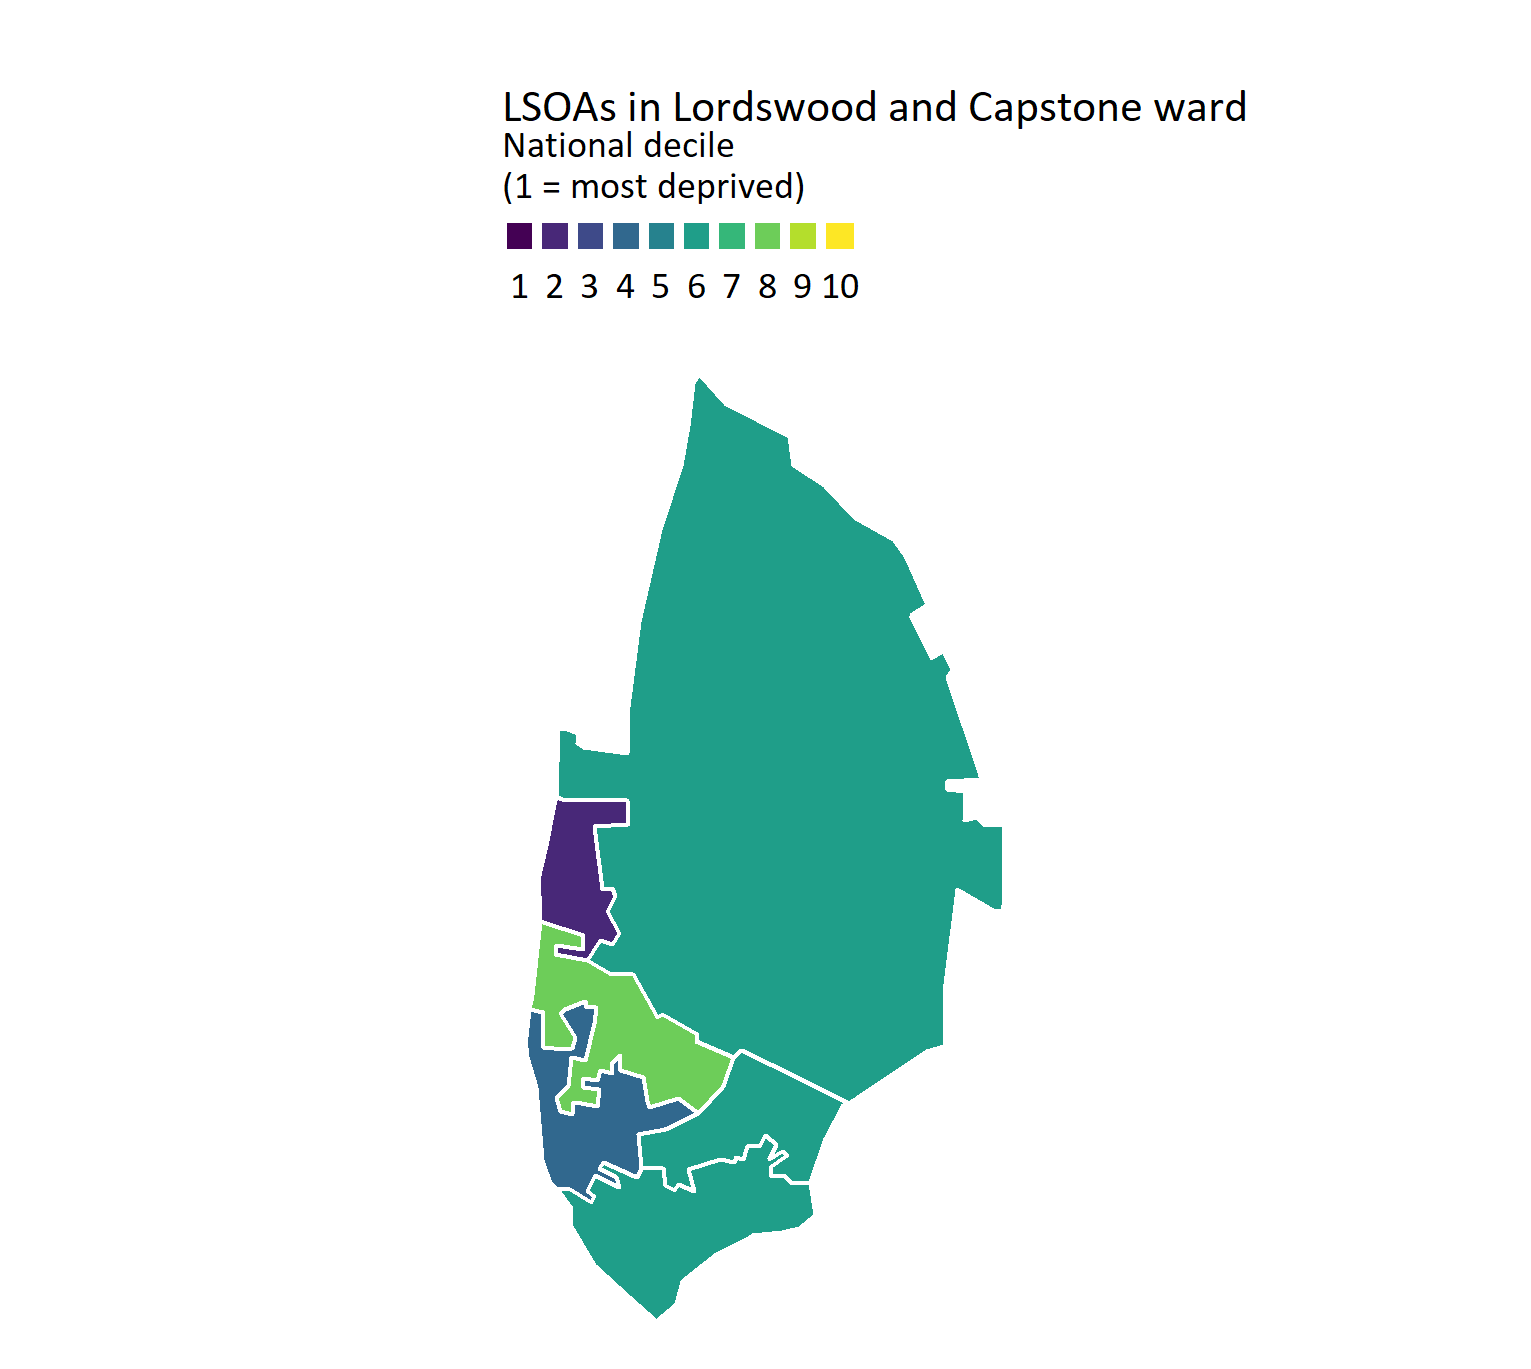 LSOAs in Lordswood and Capstone ward
National decile
(1 = most deprived)
1 2 3 4 5 6 7 8 9 10